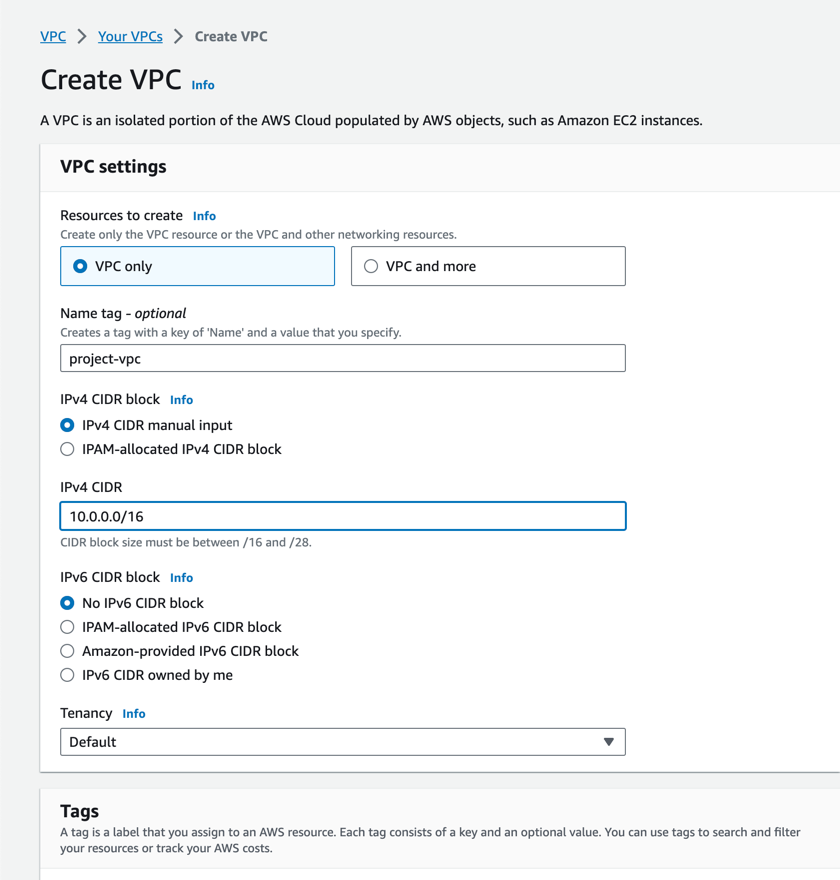 VPC > Your VPCs > Create VPC
Create VPC Info
A VPC is an isolated portion of the AWS Cloud populated by AWS objects, such as Amazon EC2 instances.
VPC settings
Resources to create Info
Create only the VPC resource or the VPC and other networking resources.
VPC only
VPC and more
Name tag - optional
Creates a tag with a key of 'Name' and a value that you specify.
project-vpc
IPv4 CIDR block Info
IPv4 CIDR manual input
IPAM-allocated IPv4 CIDR block
IPv4 CIDR
10.0.0.0/16
CIDR block size must be between /16 and /28.
IPv6 CIDR block Info
No IPv6 CIDR block
IPAM-allocated IPv6 CIDR block
Amazon-provided IPv6 CIDR block
IPv6 CIDR owned by me
Tenancy Info
Default
Tags
A tag is a label that you assign to an AWS resource. Each tag consists of a key and an optional value. You can use tags to search and filter
your resources or track your AWS costs.